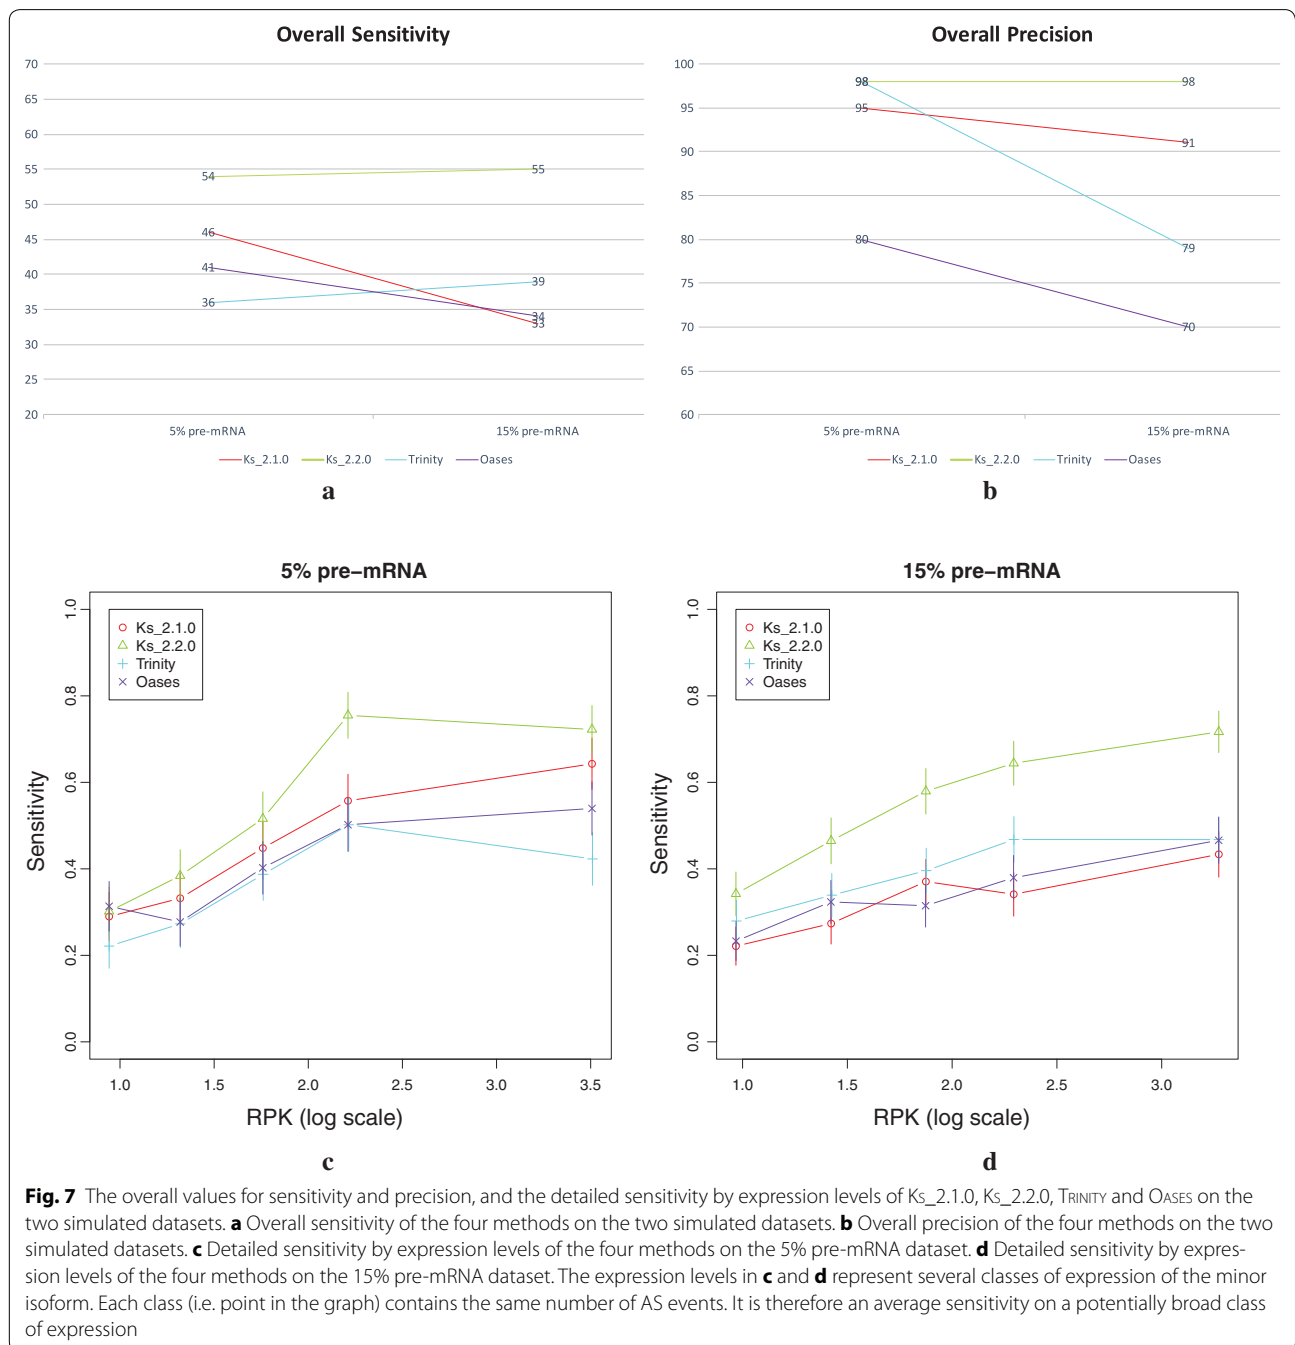 Overall Sensitivity
70
65
60
55
50
45
40
35
30
25
20
54
46
41
36
55
39
34
33
5% pre-mRNA 15% pre-mRNA
Ks_2.1.0 Ks_2.2.0 Trinity Oases
a
Overall Precision
100
95
90
85
80
75
70
65
60
98
95
80
98
91
79
70
5% pre-mRNA 15% pre-mRNA
Ks_2.1.0 Ks_2.2.0 Trinity Oases
b
5% pre−mRNA
Ks_2.1.0
Ks_2.2.0
Trinity
Oases
Sensitivity
1.0
0.8
0.6
0.4
0.2
0.0
1.0 1.5 2.0 2.5 3.0 3.5
RPK (log scale)
c
15% pre−mRNA
Ks_2.1.0
Ks_2.2.0
Trinity
Oases
Sensitivity
1.0
0.8
0.6
0.4
0.2
0.0
1.0 1.5 2.0 2.5 3.0
RPK (log scale)
d
Fig. 7 The overall values for sensitivity and precision, and the detailed sensitivity by expression levels of Ks_2.1.0, Ks_2.2.0, Trinity and Oases on the
two simulated datasets. a Overall sensitivity of the four methods on the two simulated datasets. b Overall precision of the four methods on the two
simulated datasets. c Detailed sensitivity by expression levels of the four methods on the 5% pre-mRNA dataset. d Detailed sensitivity by expres-
sion levels of the four methods on the 15% pre-mRNA dataset. The expression levels in c and d represent several classes of expression of the minor
isoform. Each class (i.e. point in the graph) contains the same number of AS events. It is therefore an average sensitivity on a potentially broad class
of expression